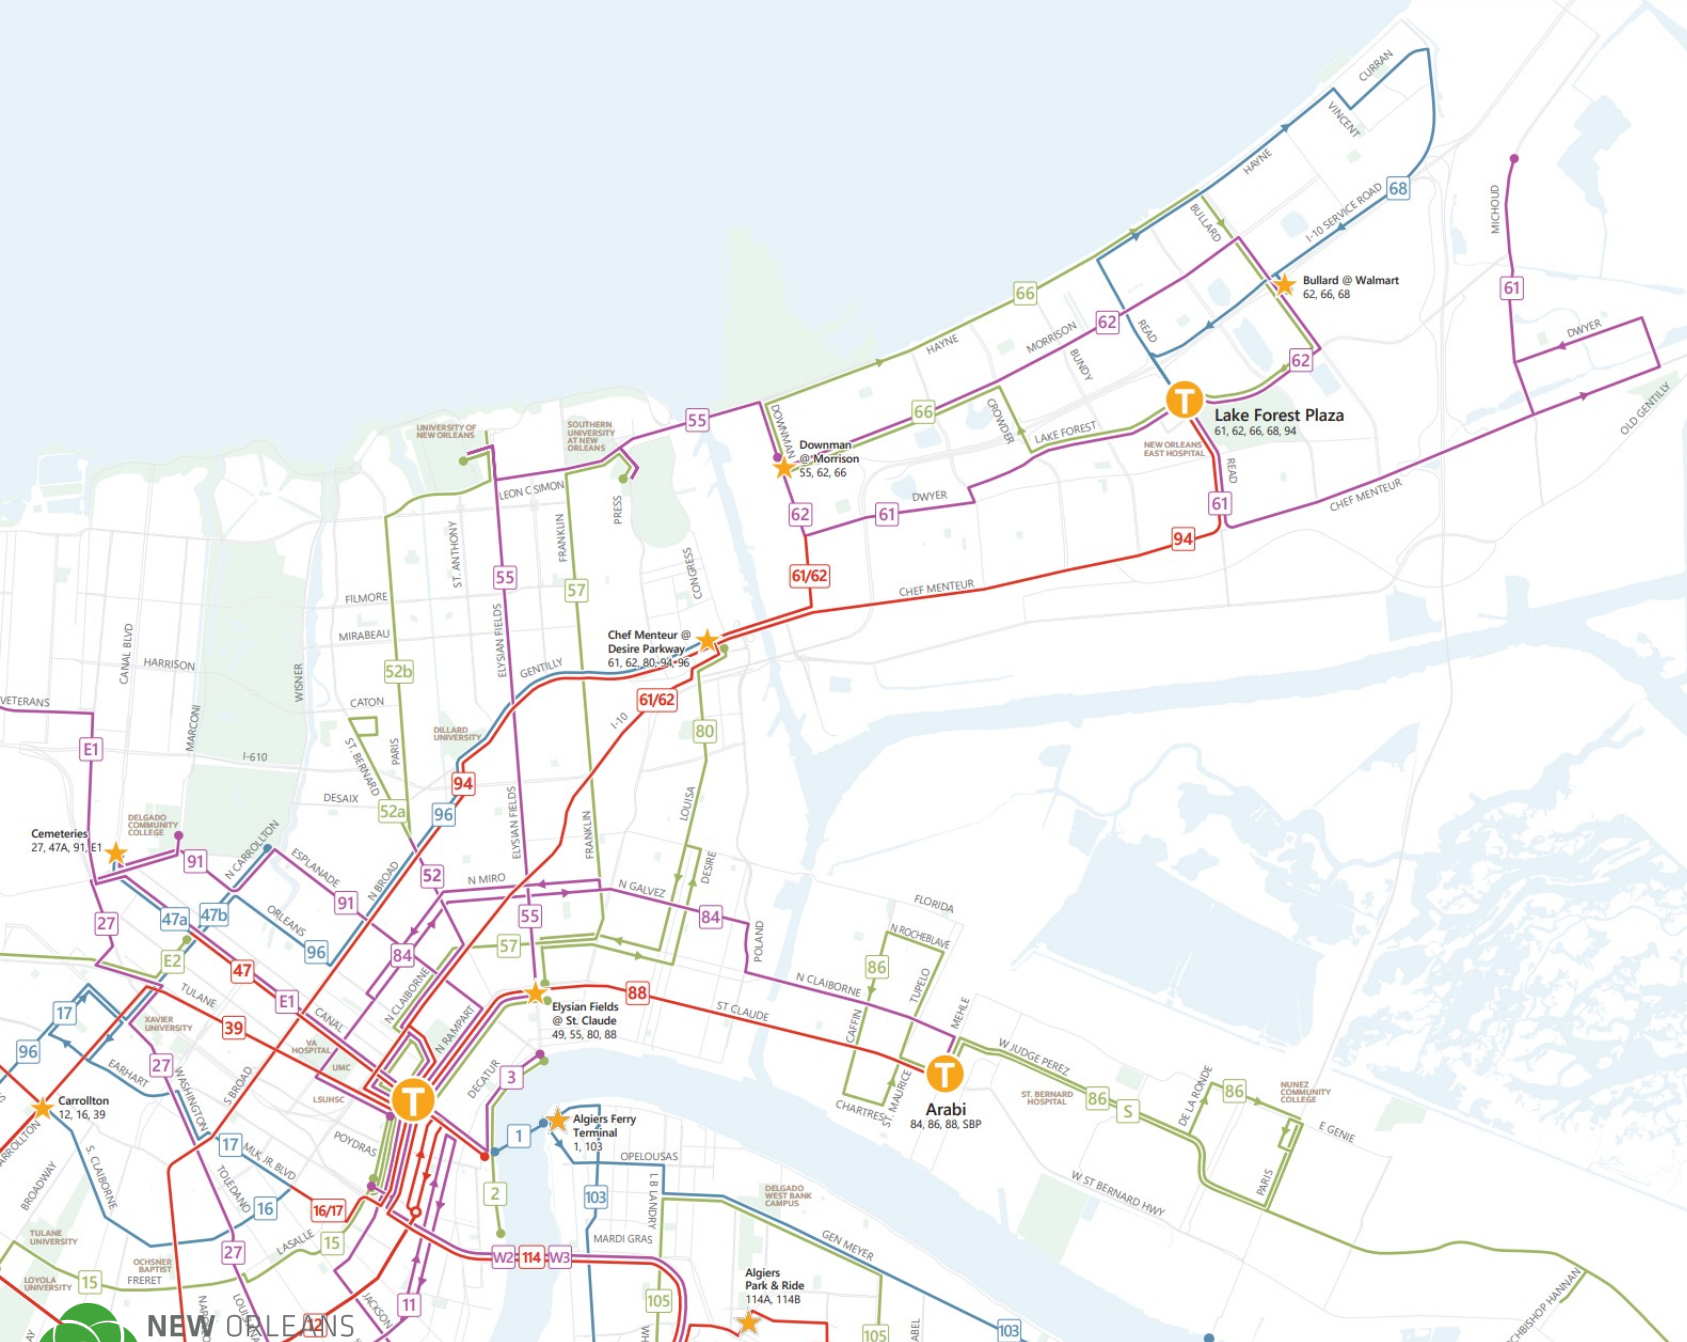 CURRAN
VINCENT
HAYNE
68
I-10 SERVICE ROAD
BULLARD
MICHOUD
Bullard @ Walmart
62, 66, 68
66
61
62
MORRISON
READ
HAYNE
DWYER
BUNDY
62
OLD GENTILLY
55
DOWNMAN
66
CROWDER
LAKE FOREST
T
Lake Forest Plaza
61, 62, 66, 68, 94
NEW ORLEANS
EAST HOSPITAL
READ
UNIVERSITY OF
NEW ORLEANS
SOUTHERN
UNIVERSITY
AT NEW
ORLEANS
Downman
@ Morrison
55, 62, 66
LEON C SIMON
PRESS
DWYER
62
61
61
CHEF MENTEUR
94
ST. ANTHONY
FRANKLIN
55
57
CONGRESS
61/62
CHEF MENTEUR
FILMORE
MIRABEAU
ELYSIAN FIELDS
Chef Menteur @
Desire Parkway
61, 62, 80, 94, 96
CANAL BLVD
HARRISON
WISNER
52b
GENTILLY
61/62
I-10
VETERANS
MARCONI
CATON
80
E1
I-610
ST. BERNARD
PARIS
DILLARD
UNIVERSITY
94
DESAIX
52a
96
ELYSIAN FIELDS
FRANKLIN
LOUISA
Cemeteries
27, 47A, 91, E1
DELGADO
COMMUNITY
COLLEGE
N CARROLLTON
91
ESPLANADE
N BROAD
52
N MIRO
N GALVEZ
DESIRE
91
27
47a
47b
ORLEANS
96
55
84
POLAND
FLORIDA
N ROCHEBLAVE
E2
47
84
57
86
TUPELO
N CLAIBORNE
TULANE
E1
CANAL
N CLAIBORNE
N RAMPART
88
Elysian Fields
@ St. Claude
49, 55, 80, 88
ST CLAUDE
CAFFIN
MEHLE
17
XAVIER
UNIVERSITY
39
VA
HOSPITAL
UMC
96
EARHART
27
WASHINGTON
S BROAD
LSUHSC
T
DECATUR
3
CHARTRES
ST. MAURICE
T
Arabi
84, 86, 88, SBP
W JUDGE PEREZ
ST. BERNARD
HOSPITAL
86
S
DE LA RONDE
86
NUNEZ
COMMUNITY
COLLEGE
E GENIE
PARIS
W ST BERNARD HWY
Carrollton
12, 16, 39
Algiers Ferry
Terminal
1, 103
1
17
MLK JR BLVD
POYDRAS
OPELOUSAS
S. CLAIBORNE
BROADWAY
TOLEDANO
16
16/17
2
103
L B LANDRY
DELGADO
WEST BANK
CAMPUS
GEN MEYER
TULANE
UNIVERSITY
27
LASALLE
15
MARDI GRAS
W2
114
W3
OCHSNER
BAPTIST
FRERET
LOYOLA
UNIVERSITY
15
11
JACKSON
105
Algiers
Park & Ride
114A, 114B
105
103
NEW ORLEANS
12